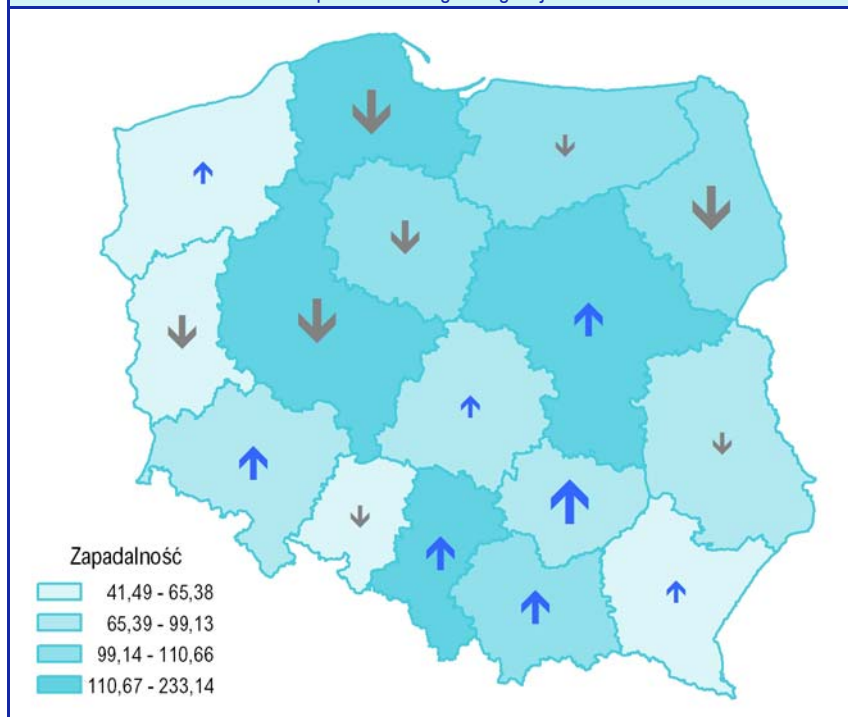 Zapadalność
41,49 - 65,38
65,39 - 99,13
99,14 - 110,66
110,67 - 233,14